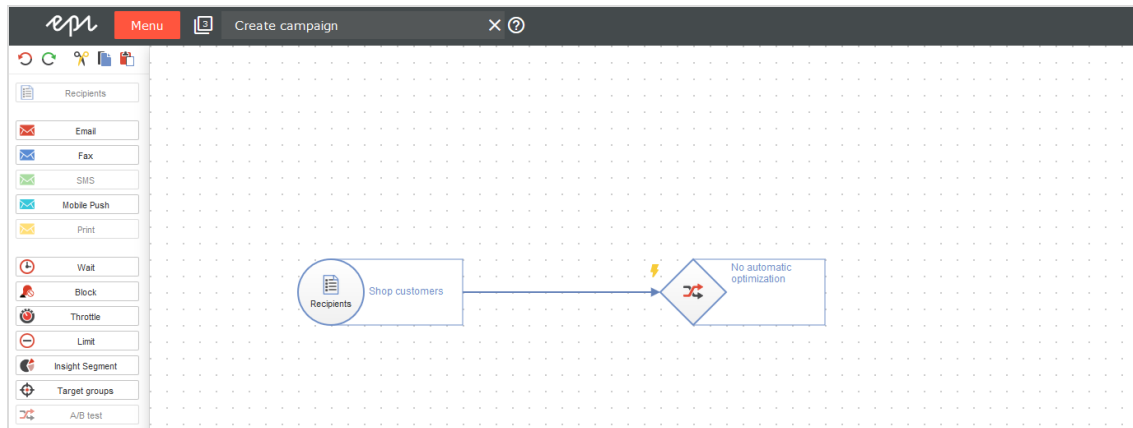 epi Menu 3 Create campaign
Recipients
Email
Fax
SMS
Mobile Push
Print
Wait
Block
Throttle
Limit
Insight Segment
Target groups
A/B test
Recipients
Shop customers
No automatic
optimization